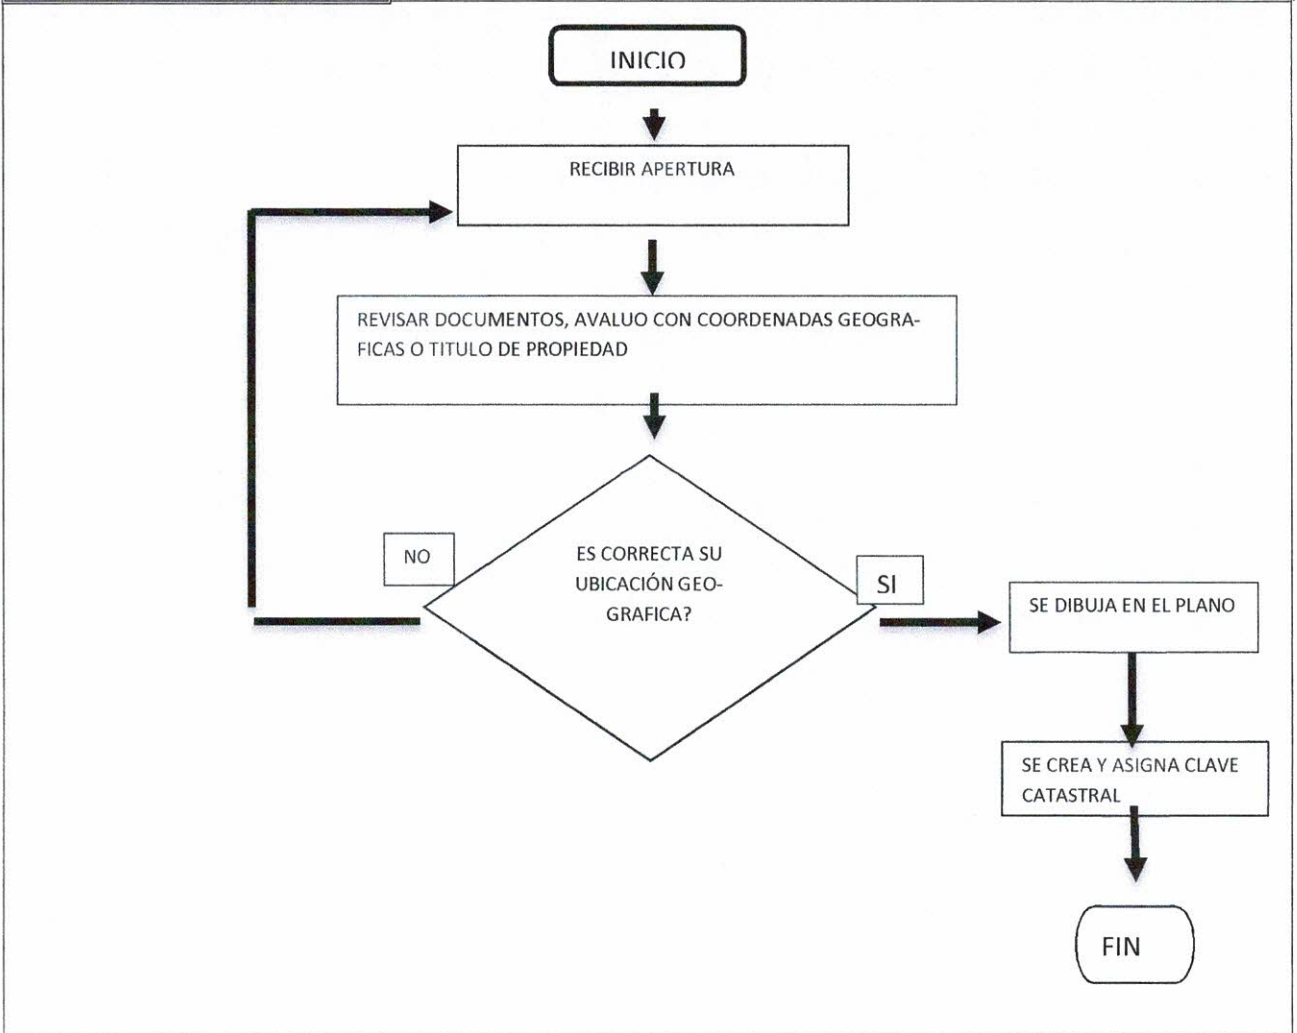 INICIO
RECIBIR APERTURA
REVISAR DOCUMENTOS, AVALUO CON COORDENADAS GEOGRA-
FICAS O TITULO DE PROPIEDAD
NO
ES CORRECTA SU
UBICACIÓN GEO-
GRAFICA?
SI
SE DIBUJA EN EL PLANO
SE CREA Y ASIGNA CLAVE
CATASTRAL
FIN